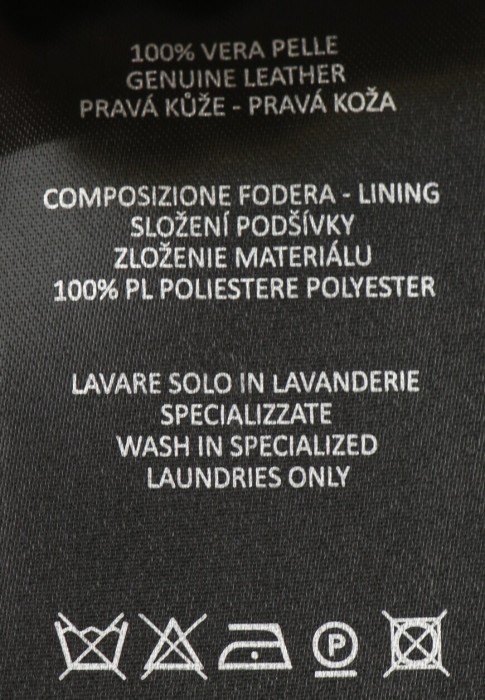 100% VERA PELLE
GENUINE LEATHER
PRAVÁ KŮŽE - PRAVÁ KOŽA
COMPOSIZIONE FODERA - LINING
SLOŽENÍ PODŠÍVKY
ZLOŽENIE MATERIÁLU
100% PL POLIESTERE POLYESTER
LAVARE SOLO IN LAVANDERIE
SPECIALIZZATE
WASH IN SPECIALIZED
LAUNDRIES ONLY
P